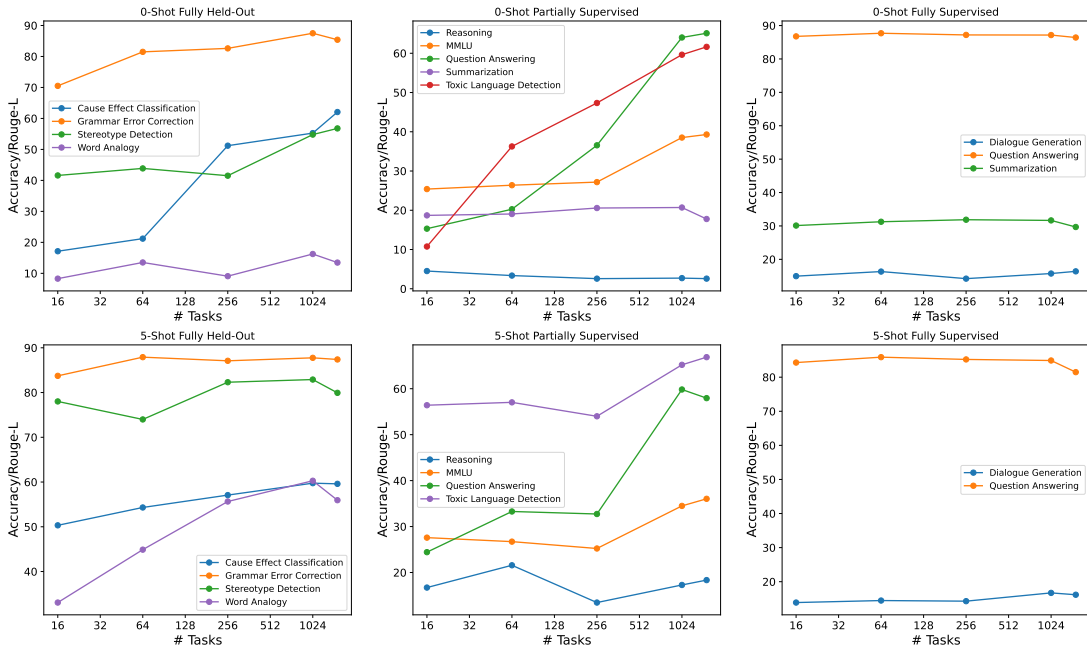 0-Shot Fully Held-Out
90
80
70
60
50
40
30
20
10
Accuracy/Rouge-L
Cause Effect Classification
Grammar Error Correction
Stereotype Detection
Word Analogy
16 32 64 128 256 512 1024
# Tasks
0-Shot Partially Supervised
60
50
40
30
20
10
0
Accuracy/Rouge-L
Reasoning
MMLU
Question Answering
Summarization
Toxic Language Detection
16 32 64 128 256 512 1024
# Tasks
0-Shot Fully Supervised
90
80
70
60
50
40
30
20
Accuracy/Rouge-L
Dialogue Generation
Question Answering
Summarization
16 32 64 128 256 512 1024
# Tasks
5-Shot Fully Held-Out
90
80
70
60
50
40
Accuracy/Rouge-L
Cause Effect Classification
Grammar Error Correction
Stereotype Detection
Word Analogy
16 32 64 128 256 512 1024
# Tasks
5-Shot Partially Supervised
60
50
40
30
20
Accuracy/Rouge-L
Reasoning
MMLU
Question Answering
Toxic Language Detection
16 32 64 128 256 512 1024
# Tasks
5-Shot Fully Supervised
80
70
60
50
40
30
20
Accuracy/Rouge-L
Dialogue Generation
Question Answering
16 32 64 128 256 512 1024
# Tasks